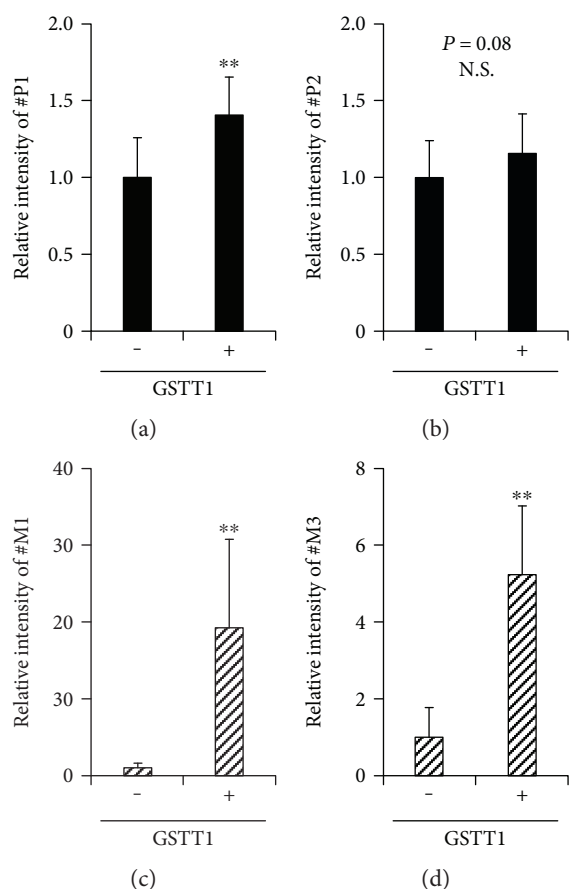 2.0
1.5
1.0
0.5
0
Relative intensity of #P1
**
−
+
GSTT1
(a)
2.0
1.5
1.0
0.5
0
Relative intensity of #P2
P = 0.08
N.S.
−
+
GSTT1
(b)
40
30
20
30
0
Relative intensity of #M1
**
−
+
GSTT1
(c)
8
6
4
2
0
Relative intensity of #M3
**
−
+
GSTT1
(d)